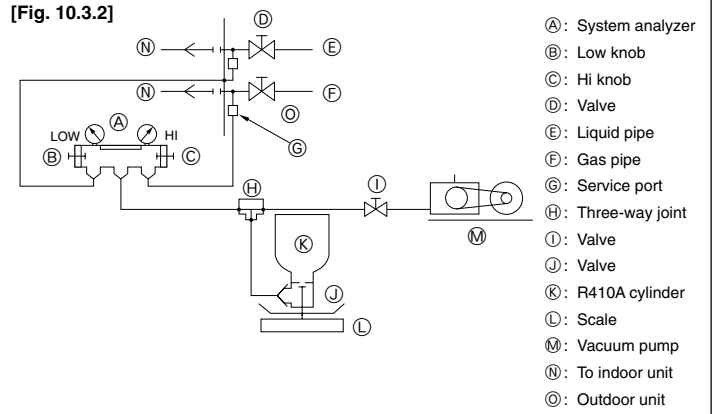 [Fig. 10.3.2]
Ⓝ Ⓓ Ⓔ
Ⓝ Ⓕ
Ⓞ
Ⓖ
LOW Ⓐ HI
Ⓑ Ⓒ
Ⓗ Ⓘ
Ⓚ Ⓜ
Ⓙ
Ⓛ
Ⓐ: System analyzer
Ⓑ: Low knob
Ⓒ: Hi knob
Ⓓ: Valve
Ⓔ: Liquid pipe
Ⓕ: Gas pipe
Ⓖ: Service port
Ⓗ: Three-way joint
Ⓘ: Valve
Ⓙ: Valve
Ⓚ: R410A cylinder
Ⓛ: Scale
Ⓜ: Vacuum pump
Ⓝ: To indoor unit
Ⓞ: Outdoor unit